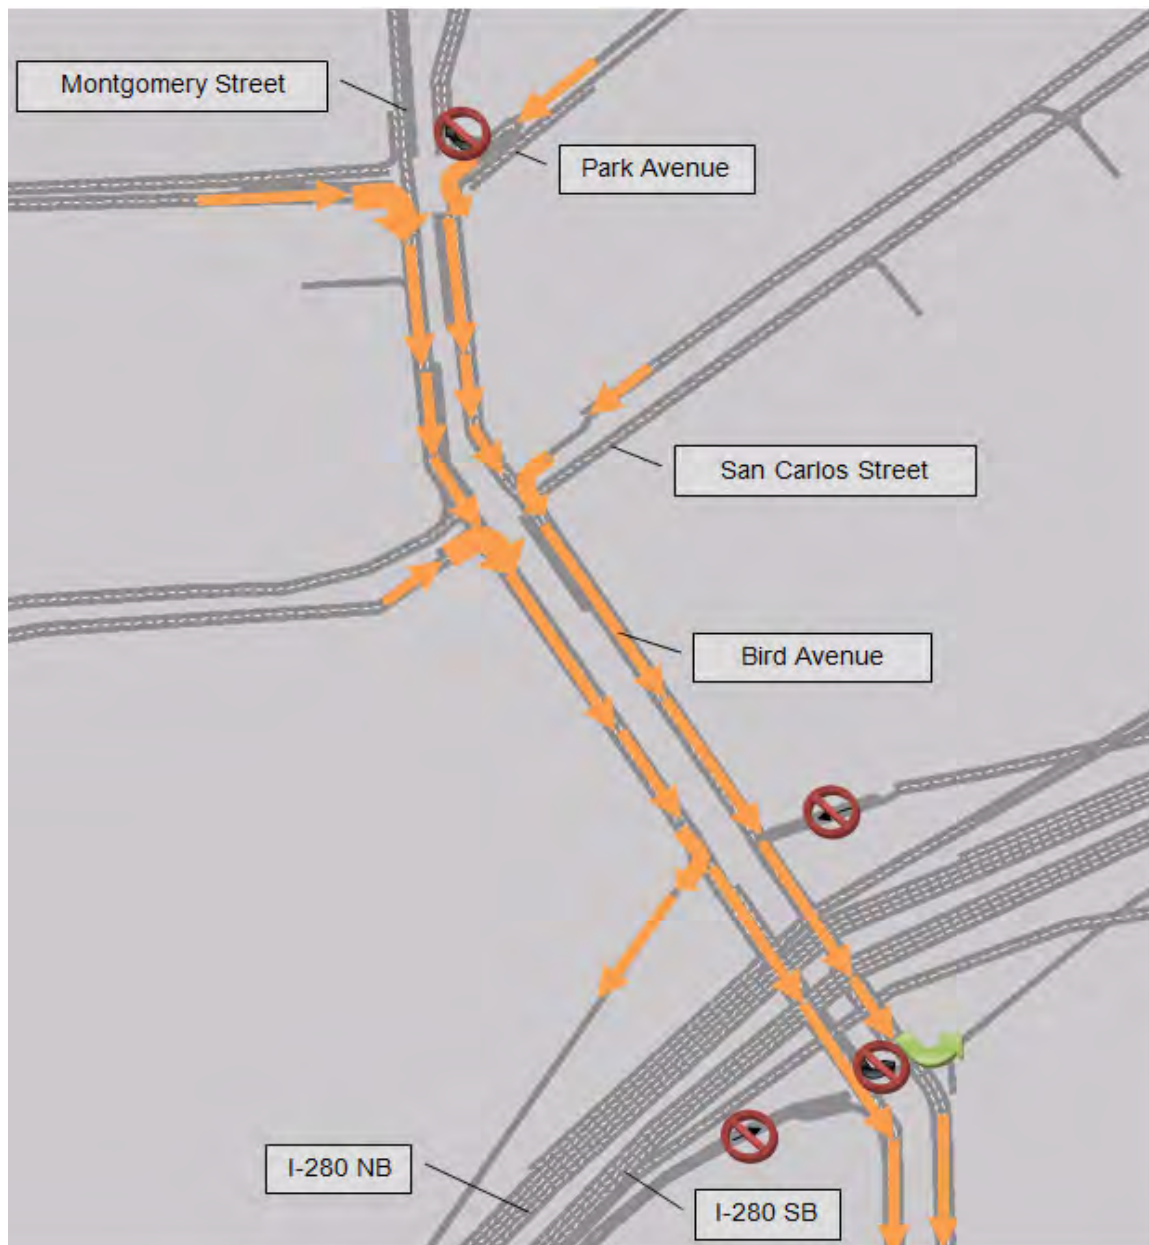 Montgomery Street
Park Avenue
San Carlos Street
Bird Avenue
I-280 NB
I-280 SB